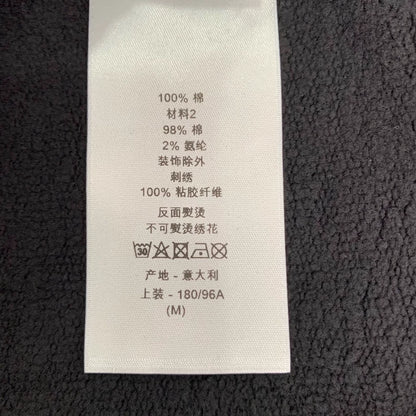 100% 棉
材料2
98% 棉
2% 氨纶
装饰除外
刺绣
100% 粘胶纤维
反面熨烫
不可熨烫绣花
30
产地 - 意大利
上装 - 180/96A
(M)